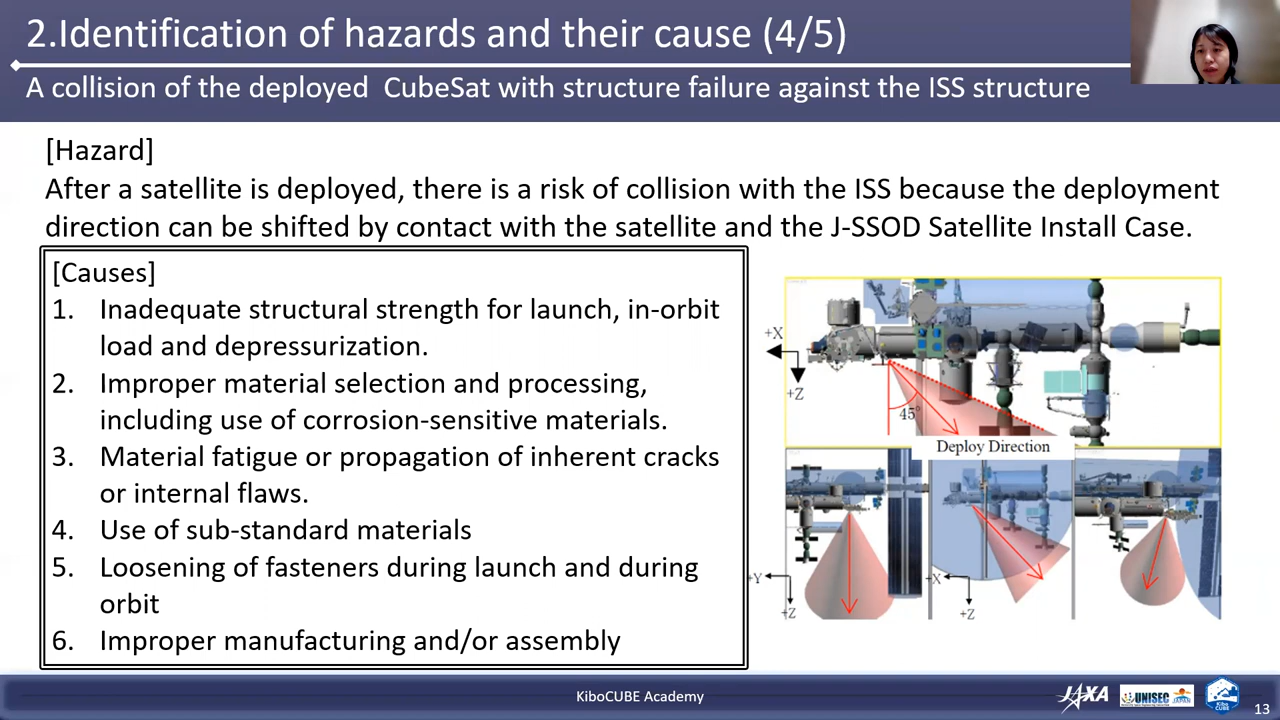 2.Identification of hazards and their cause (4/5)
A collision of the deployed CubeSat with structure failure against the ISS structure
[Hazard]
After a satellite is deployed, there is a risk of collision with the ISS because the deployment
direction can be shifted by contact with the satellite and the J-SSOD Satellite Install Case.
[Causes]
1. Inadequate structural strength for launch, in-orbit
load and depressurization.
2. Improper material selection and processing,
including use of corrosion-sensitive materials.
3. Material fatigue or propagation of inherent cracks
or internal flaws.
4. Use of sub-standard materials
5. Loosening of fasteners during launch and during
orbit
6. Improper manufacturing and/or assembly
+X
+Z
45°
Deploy Direction
+Y
+Z
+X
+Z
KiboCUBE Academy
JAXA
UNISEC
JAPAN
Kibo
CUBE
13